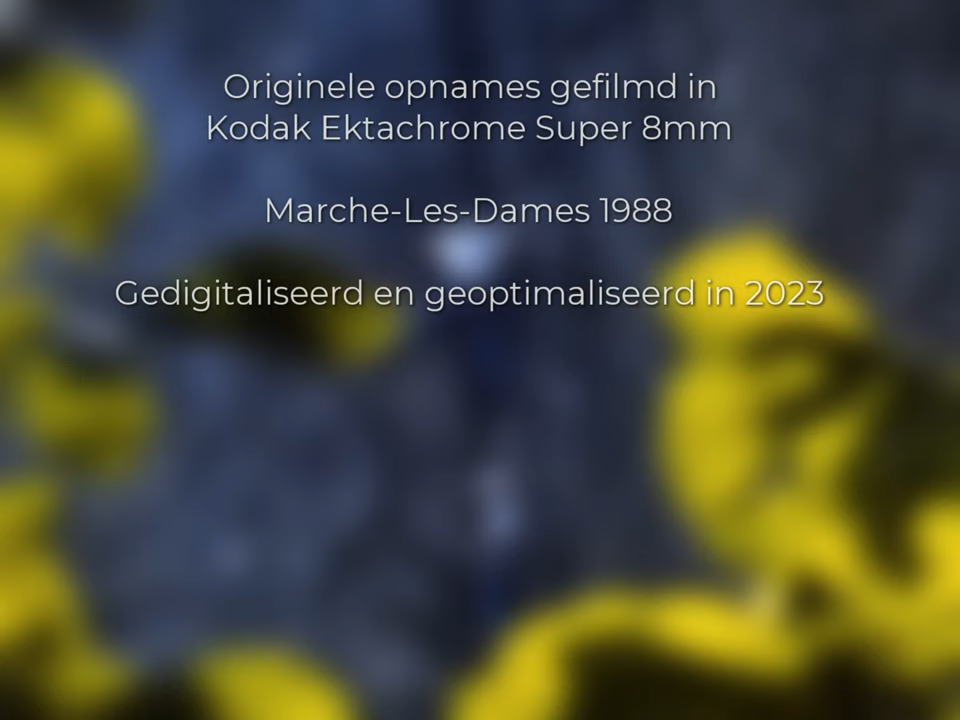 Originele opnames gefilmd in
Kodak Ektachrome Super 8mm
Marche-Les-Dames 1988
Gedigitaliseerd en geoptimaliseerd in 2023